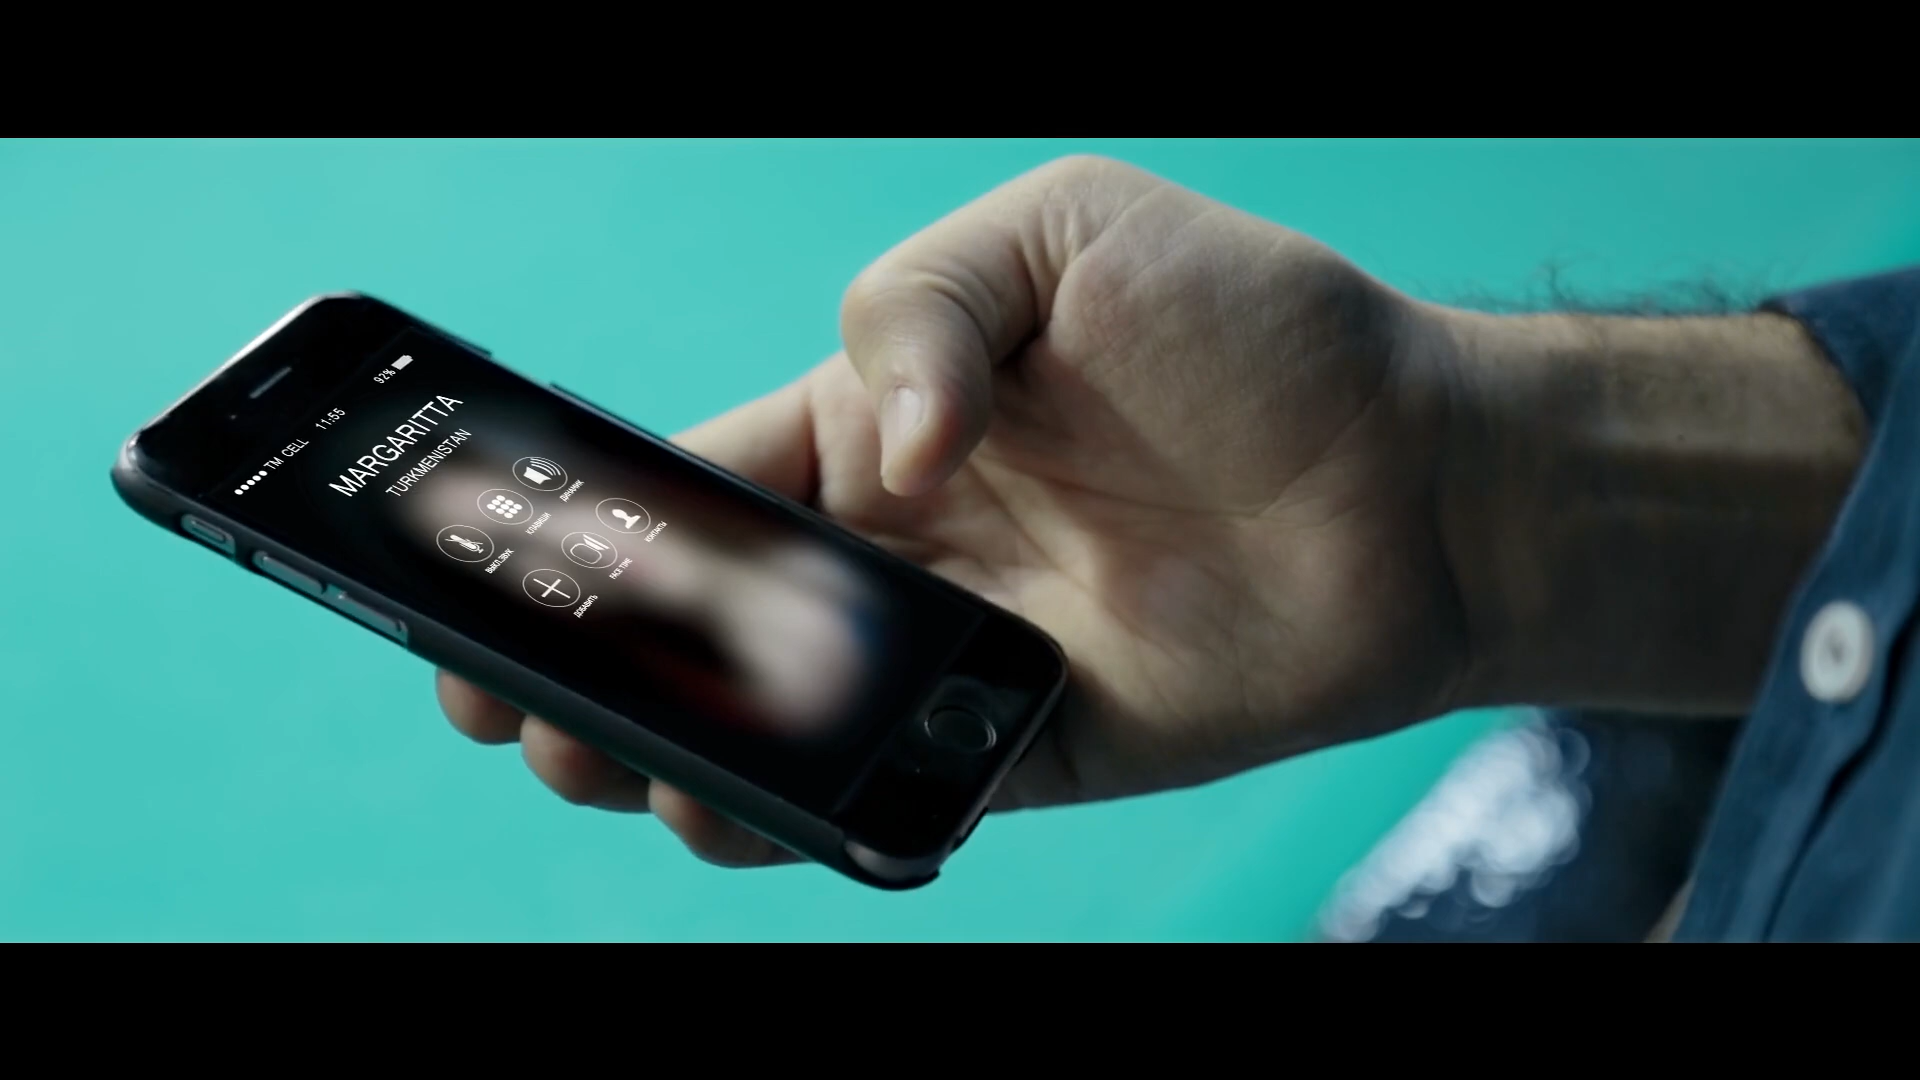 TM CELL 11:55 92%
MARGARITTA
TURKMENISTAN
ВЫКЛ.ЗВУК КЛАВИШИ ДИНАМИК
ДОБАВИТЬ FACE TIME КОНТАКТЫ